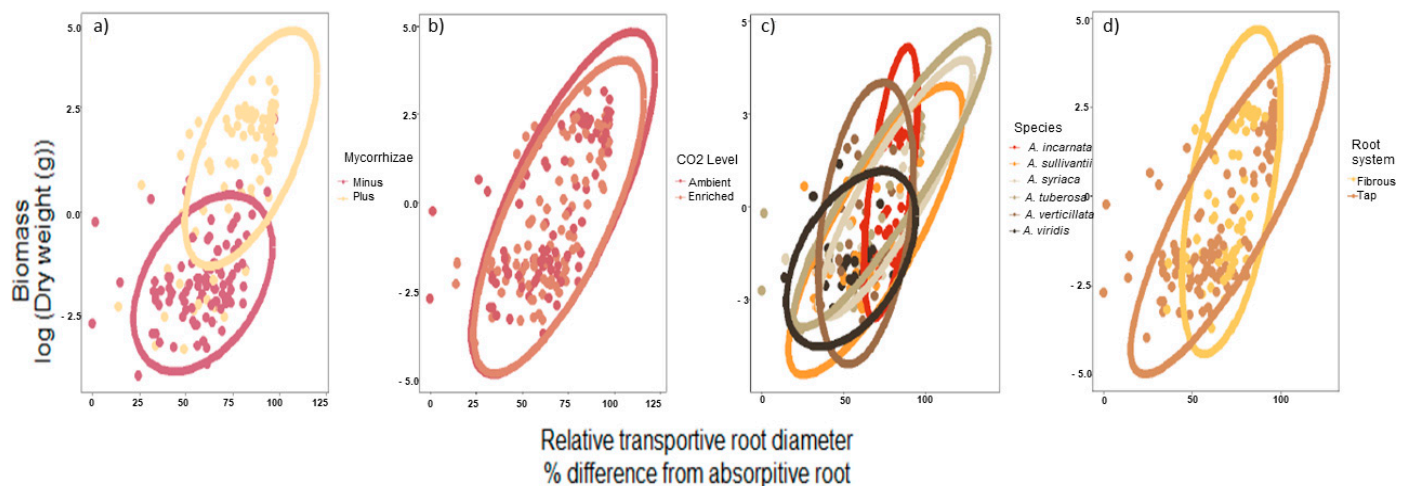 a)
b)
c)
d)
Biomass
log (Dry weight (g))
5.0
2.5
0.0
- 2.5
0
25
50
75
100
125
Mycorrhizae
Minus
Plus
5.0
2.5
0.0
- 2.5
- 5.0
0
25
50
75
100
125
CO2 Level
Ambient
Enriched
5
3
0
- 3
0
50
100
Species
A. incarnata
A. sullivantii
A. syriaca
A. tuberosa
A. verticillata
A. viridis
5.0
2.5
0.0
- 2.5
- 5.0
0
50
100
Root
system
Fibrous
Tap
Relative transportive root diameter
% difference from absorpitive root